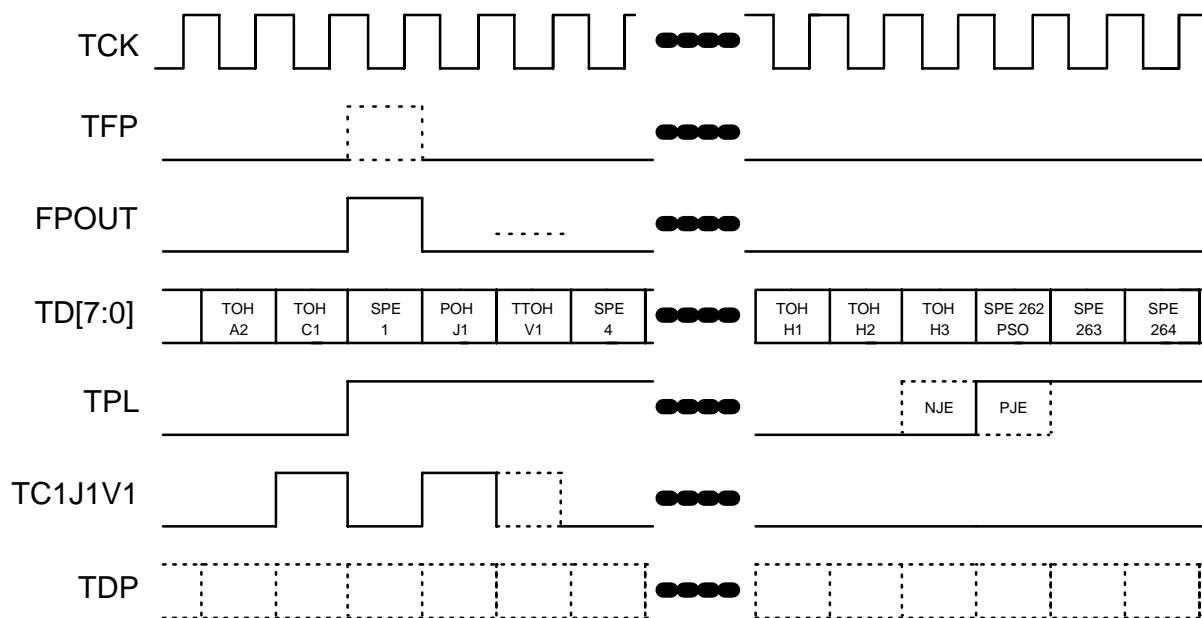 TCK
TFP
FPOUT
TD[7:0]
TOH TOH SPE POH TTOH SPE TOH TOH TOH SPE 262 SPE SPE
A2 C1 1 J1 V1 4 H1 H2 H3 PSO 263 264
TPL
NJE PJE
TC1J1V1
TDP